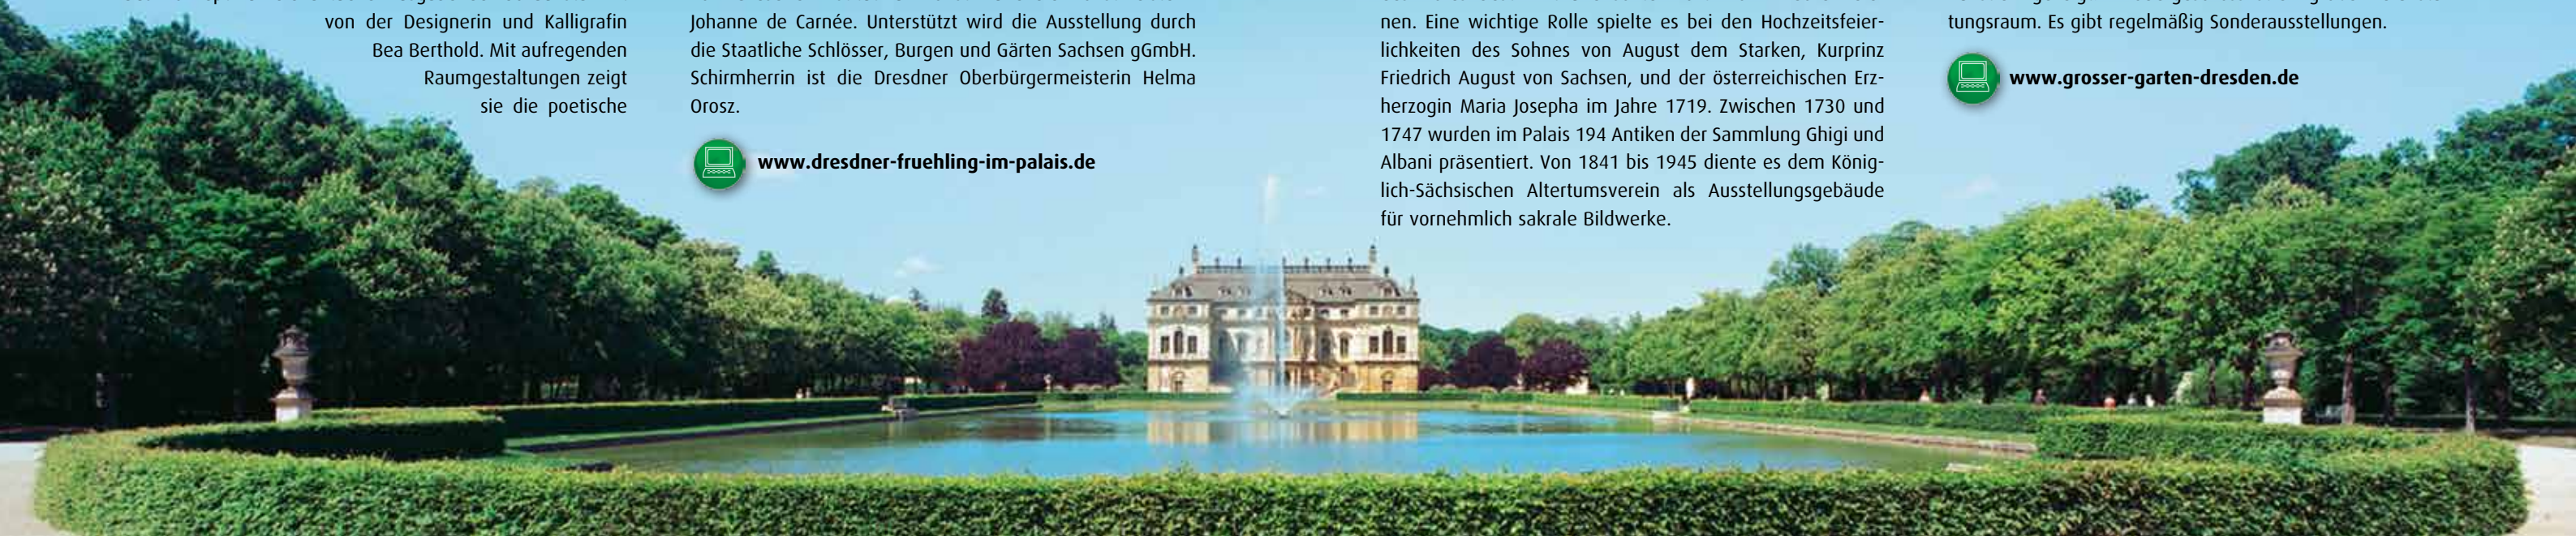 von der Designerin und Kalligrafin
Bea Berthold. Mit aufregenden
Raumgestaltungen zeigt
sie die poetische
Johanne de Carnée. Unterstützt wird die Ausstellung durch
die Staatliche Schlösser, Burgen und Gärten Sachsen gGmbH.
Schirmherrin ist die Dresdner Oberbürgermeisterin Helma
Orosz.
www.dresdner-fruehling-im-palais.de
nen. Eine wichtige Rolle spielte es bei den Hochzeitsfeier-
lichkeiten des Sohnes von August dem Starken, Kurprinz
Friedrich August von Sachsen, und der österreichischen Erz-
herzogin Maria Josepha im Jahre 1719. Zwischen 1730 und
1747 wurden im Palais 194 Antiken der Sammlung Ghigi und
Albani präsentiert. Von 1841 bis 1945 diente es dem König-
lich-Sächsischen Altertumsverein als Ausstellungsgebäude
für vornehmlich sakrale Bildwerke.
tungsraum. Es gibt regelmäßig Sonderausstellungen.
www.grosser-garten-dresden.de